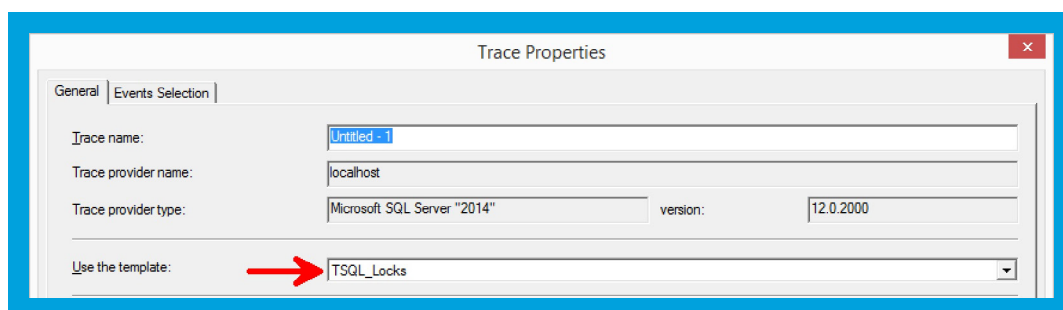 Trace Properties
General Events Selection
Trace name: Untitled - 1
Trace provider name: localhost
Trace provider type: Microsoft SQL Server "2014" version: 12.0.2000
Use the template: TSQL_Locks